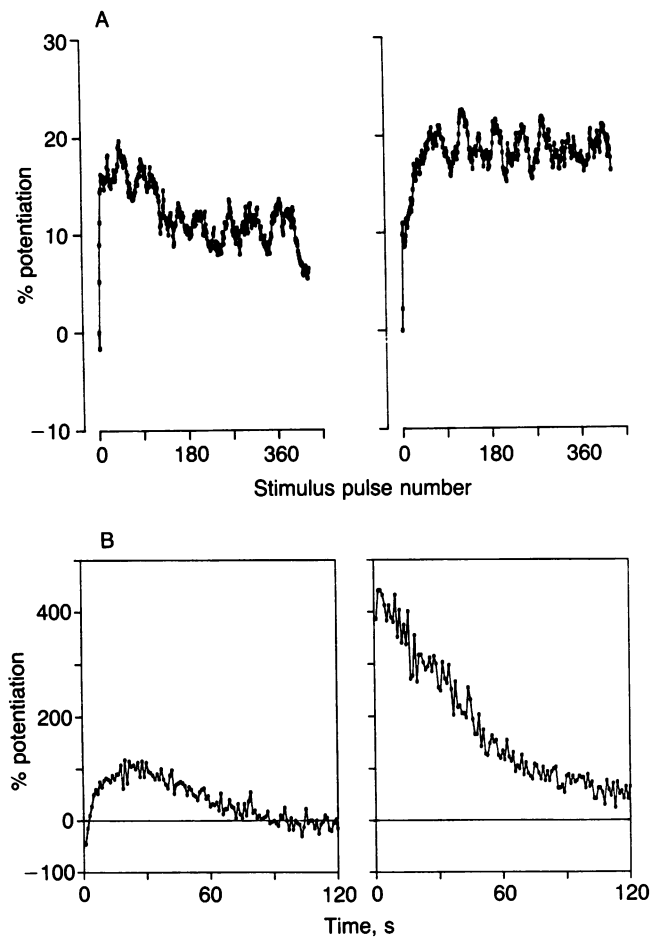 A
30
20
10
0
−10
% potentiation
0 180 360 0 180 360
Stimulus pulse number
B
400
200
0
−100
% potentiation
0 60 120 0 60 120
Time, s